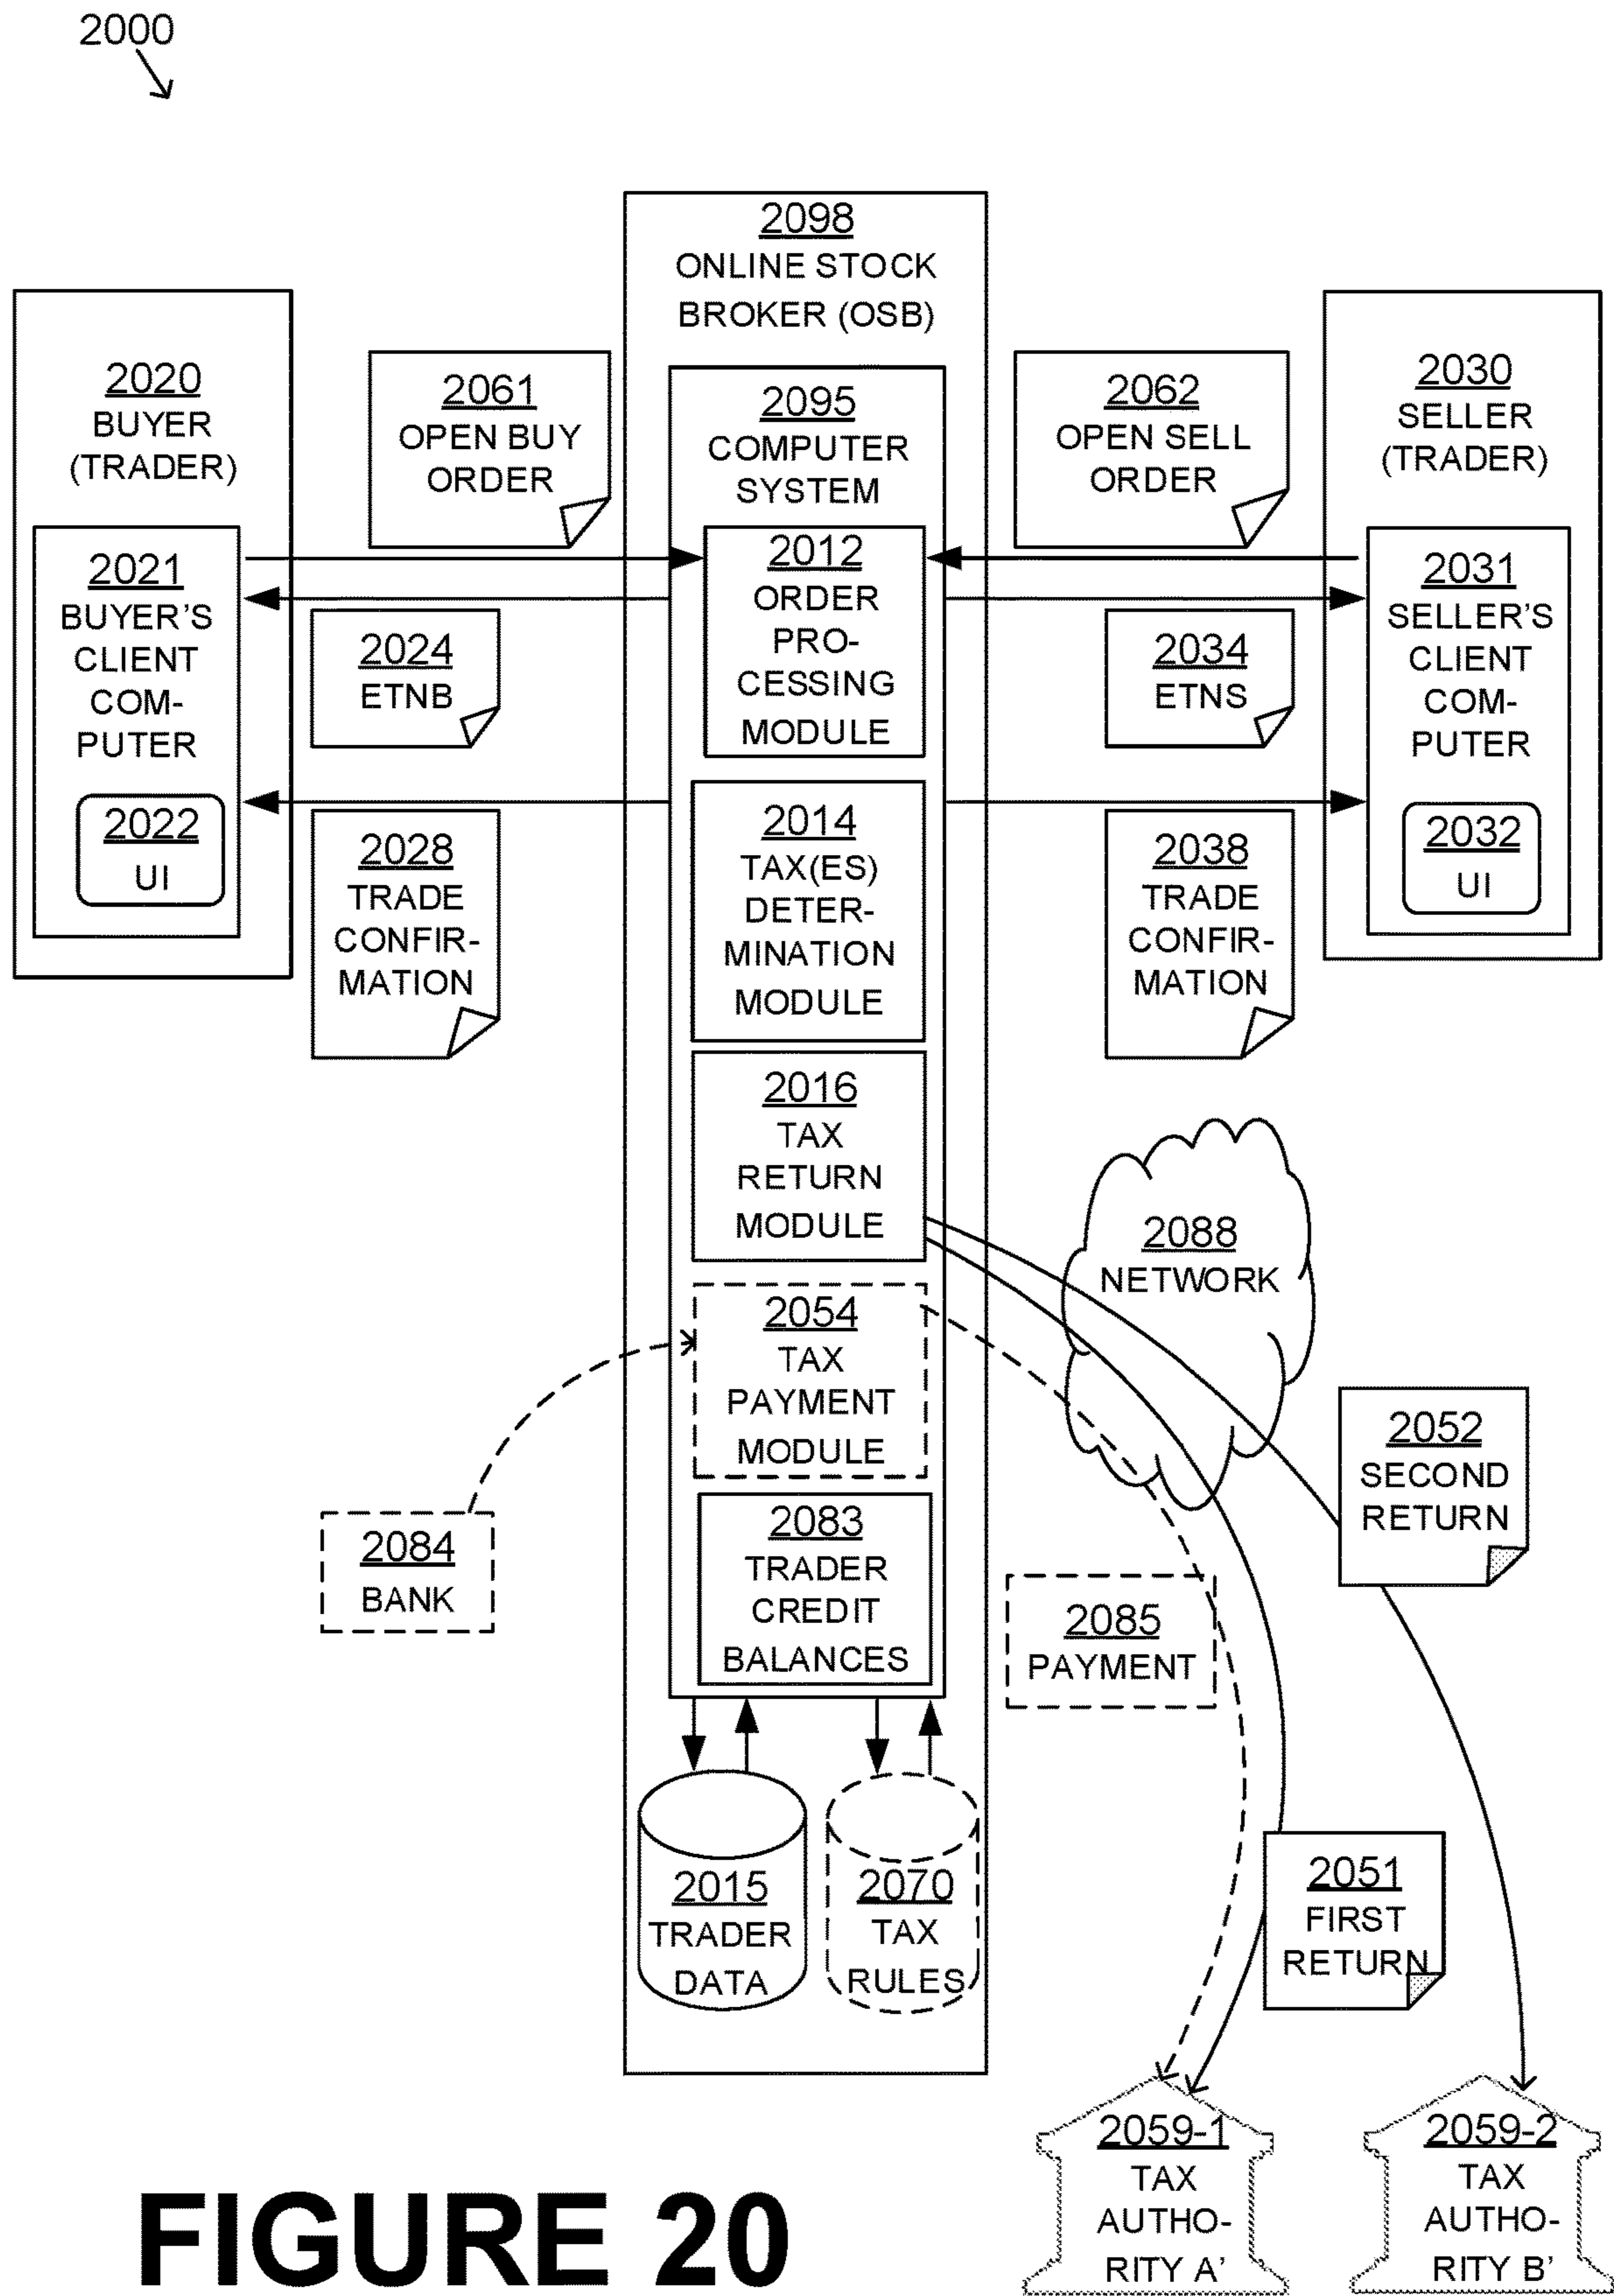 2000
2098
ONLINE STOCK
BROKER (OSB)
2020
BUYER
(TRADER)
2061
OPEN BUY
ORDER
2095
COMPUTER
SYSTEM
2062
OPEN SELL
ORDER
2030
SELLER
(TRADER)
2021
BUYER'S
CLIENT
COM-
PUTER
2022
UI
2024
ETNB
2012
ORDER
PRO-
CESSING
MODULE
2034
ETNS
2031
SELLER'S
CLIENT
COM-
PUTER
2032
UI
2028
TRADE
CONFIR-
MATION
2014
TAX(ES)
DETER-
MINATION
MODULE
2038
TRADE
CONFIR-
MATION
2016
TAX
RETURN
MODULE
2088
NETWORK
2054
TAX
PAYMENT
MODULE
2052
SECOND
RETURN
2084
BANK
2083
TRADER
CREDIT
BALANCES
2085
PAYMENT
2015
TRADER
DATA
2070
TAX
RULES
2051
FIRST
RETURN
2059-1
TAX
AUTHO-
RITY A'
2059-2
TAX
AUTHO-
RITY B'
FIGURE 20